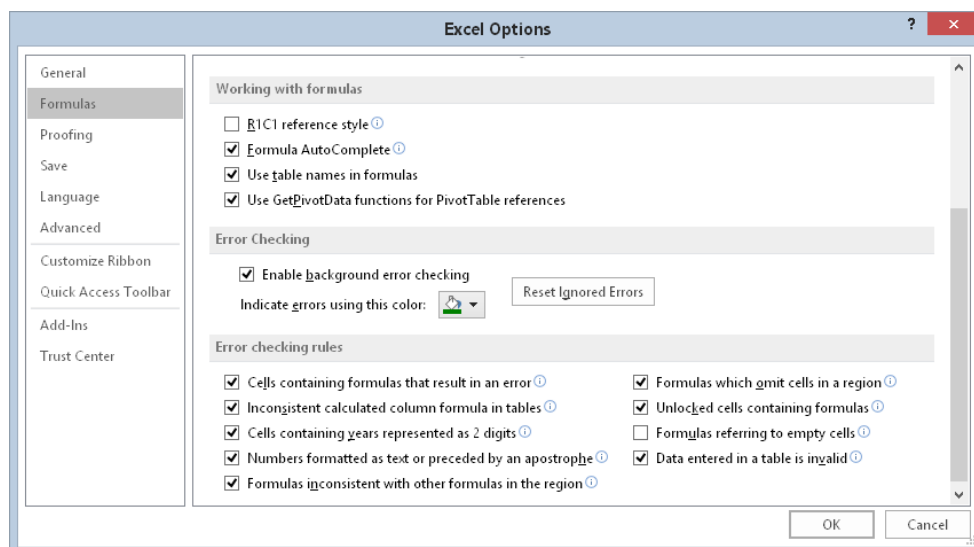 Excel Options
?
General
Formulas
Proofing
Save
Language
Advanced
Customize Ribbon
Quick Access Toolbar
Add-Ins
Trust Center
Working with formulas
R1C1 reference style
Formula AutoComplete
Use table names in formulas
Use GetPivotData functions for PivotTable references
Error Checking
Enable background error checking
Indicate errors using this color:
Reset Ignored Errors
Error checking rules
Cells containing formulas that result in an error
Inconsistent calculated column formula in tables
Cells containing years represented as 2 digits
Numbers formatted as text or preceded by an apostrophe
Formulas inconsistent with other formulas in the region
Formulas which omit cells in a region
Unlocked cells containing formulas
Formulas referring to empty cells
Data entered in a table is invalid
OK
Cancel